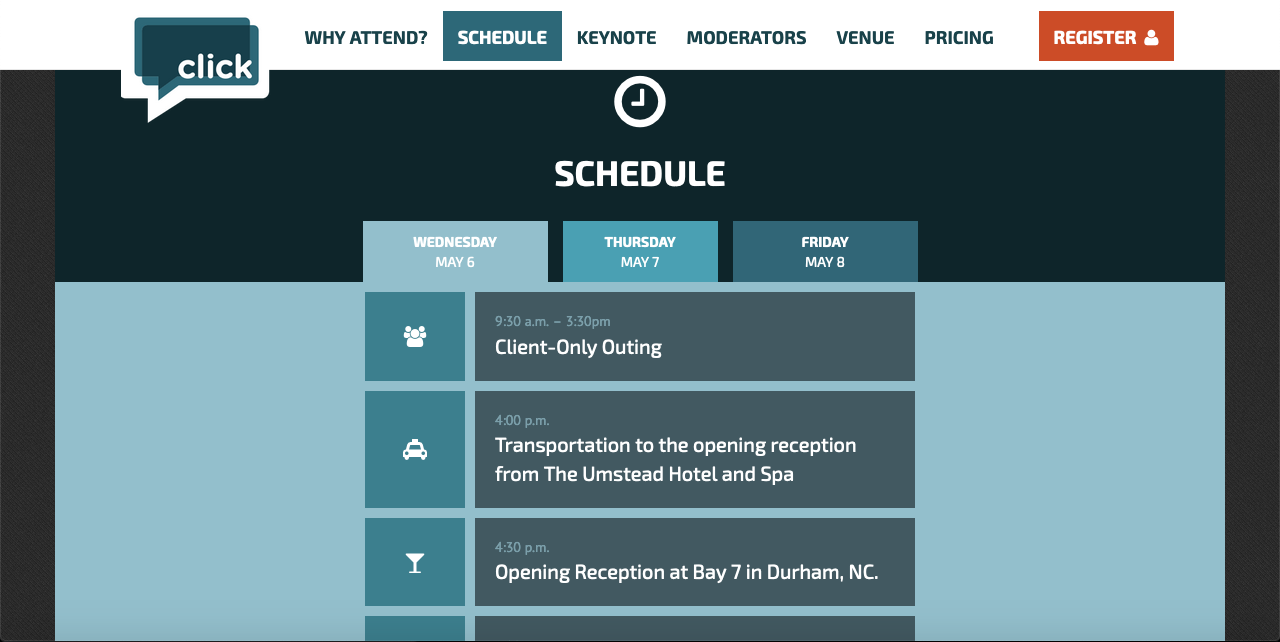 click
WHY ATTEND?
SCHEDULE
KEYNOTE
MODERATORS
VENUE
PRICING
REGISTER
SCHEDULE
WEDNESDAY
MAY 6
THURSDAY
MAY 7
FRIDAY
MAY 8
9:30 a.m. – 3:30pm
Client-Only Outing
4:00 p.m.
Transportation to the opening reception
from The Umstead Hotel and Spa
4:30 p.m.
Opening Reception at Bay 7 in Durham, NC.